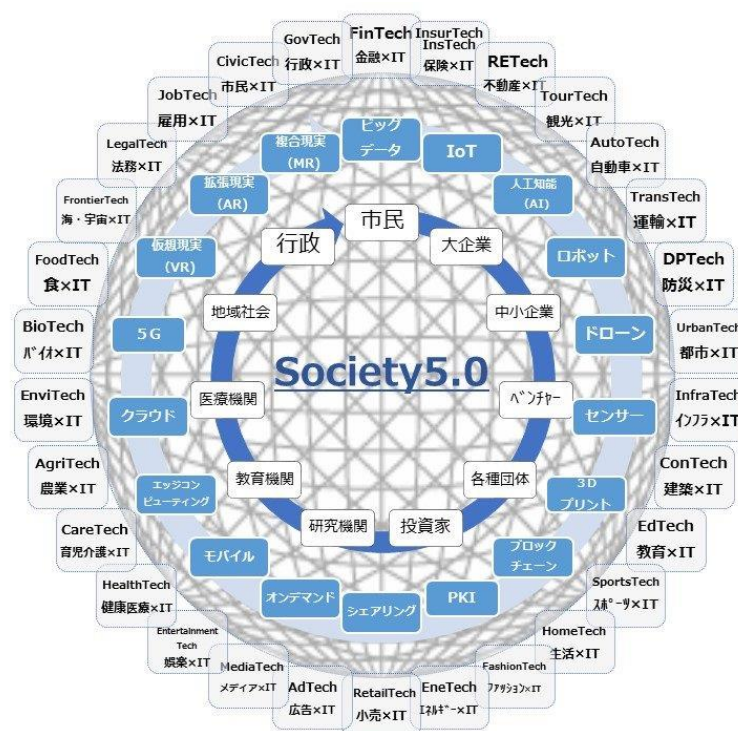 FinTech
金融×IT
InsurTech
InsTech
保険×IT
RETech
不動産×IT
TourTech
観光×IT
AutoTech
自動車×IT
TransTech
運輸×IT
DPTech
防災×IT
UrbanTech
都市×IT
InfraTech
ｲﾝﾌﾗ×IT
ConTech
建築×IT
EdTech
教育×IT
SportsTech
ｽﾎﾟｰﾂ×IT
HomeTech
生活×IT
FashionTech
ﾌｧｯｼｮﾝ×IT
EneTech
ｴﾈﾙｷﾞｰ×IT
RetailTech
小売×IT
AdTech
広告×IT
MediaTech
メディア×IT
Entertainment
Tech
娯楽×IT
HealthTech
健康医療×IT
CareTech
育児介護×IT
AgriTech
農業×IT
EnviTech
環境×IT
BioTech
ﾊﾞｲｵ×IT
FoodTech
食×IT
FrontierTech
海・宇宙×IT
LegalTech
法務×IT
JobTech
雇用×IT
CivicTech
市民×IT
GovTech
行政×IT
ビッグ
データ
IoT
人工知能
(AI)
ロボット
ドローン
センサー
3D
プリント
ブロック
チェーン
PKI
シェアリング
オンデマンド
モバイル
エッジコン
ピューティング
クラウド
5G
仮想現実
(VR)
拡張現実
(AR)
複合現実
(MR)
市民
大企業
中小企業
ﾍﾞﾝﾁｬｰ
各種団体
投資家
研究機関
教育機関
医療機関
地域社会
行政
Society5.0